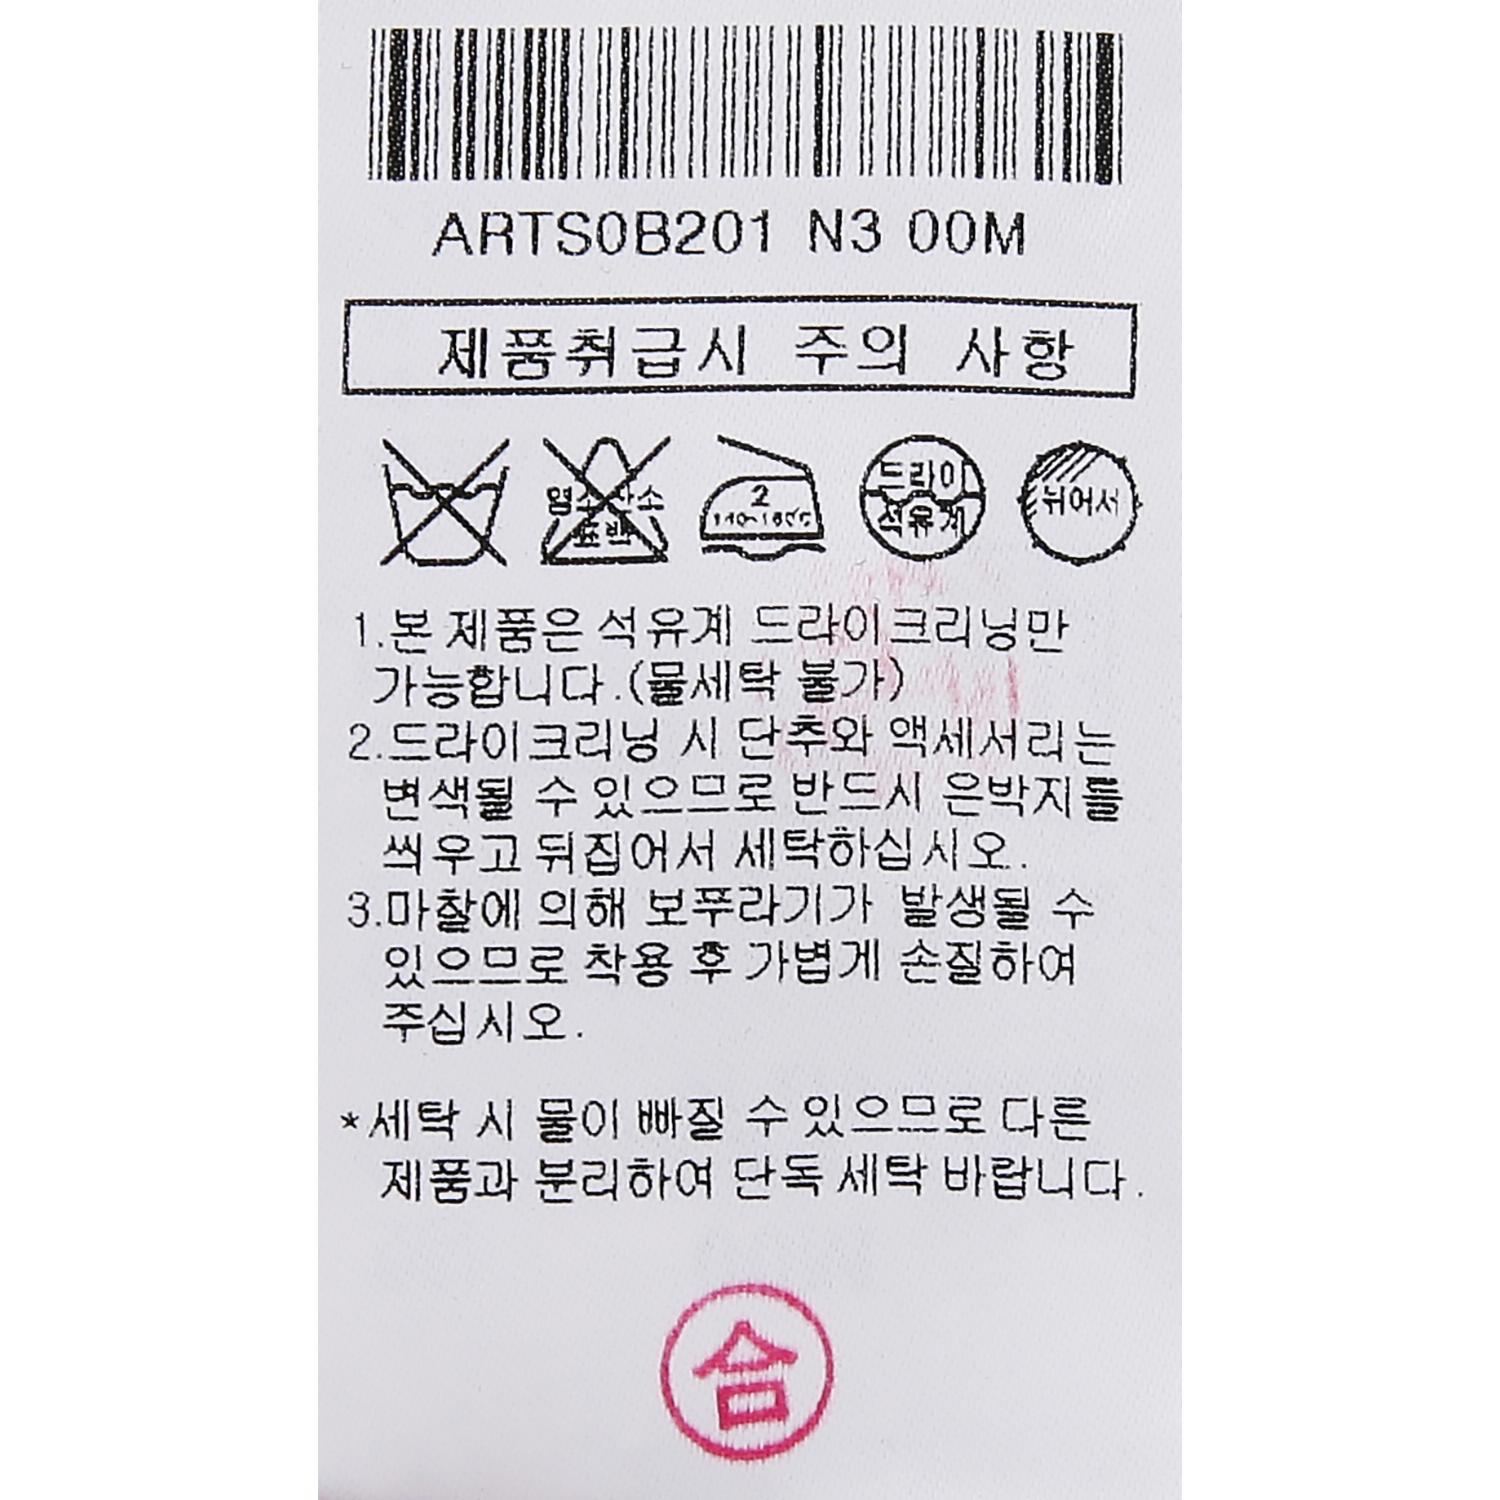 ARTS0B201 N3 00M
제품취급시 주의 사항
염소산소
표백
2
140~160℃
드라이
석유계
뉘어서
1.본 제품은 석유계 드라이크리닝만
가능합니다.(물세탁 불가)
2.드라이크리닝 시 단추와 액세서리는
변색될 수 있으므로 반드시 은박지를
씌우고 뒤집어서 세탁하십시오.
3.마찰에 의해 보푸라기가 발생될 수
있으므로 착용 후 가볍게 손질하여
주십시오.
*세탁 시 물이 빠질 수 있으므로 다른
제품과 분리하여 단독 세탁 바랍니다.
合